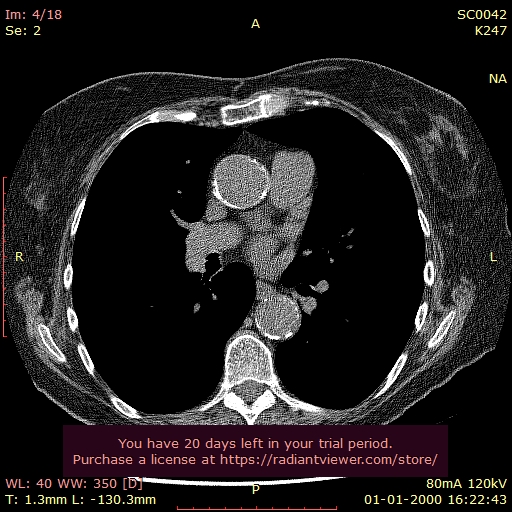 Im: 4/18
Se: 2
A
SC0042
K247
NA
R
L
You have 20 days left in your trial period.
Purchase a license at https://radiantviewer.com/store/
WL: 40 WW: 350 [D]
T: 1.3mm L: -130.3mm
P
80mA 120kV
01-01-2000 16:22:43